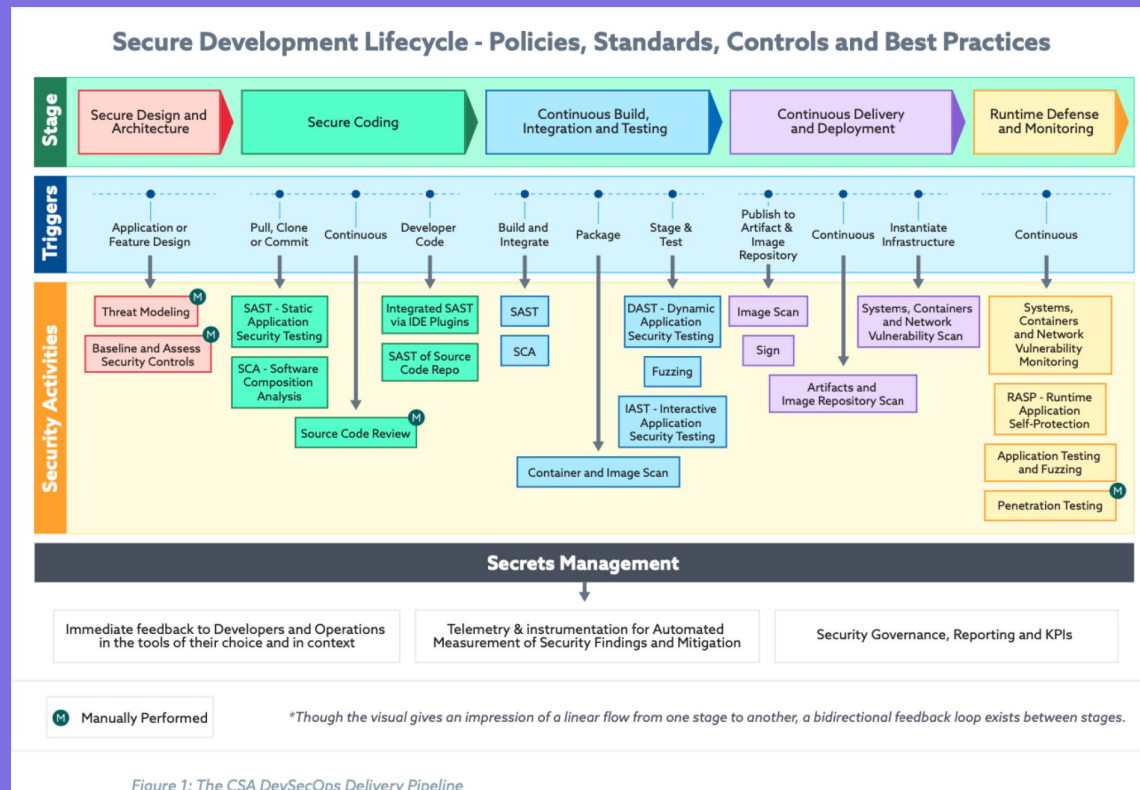 Secure Development Lifecycle - Policies, Standards, Controls and Best Practices
Stage
Secure Design and
Architecture
Secure Coding
Continuous Build,
Integration and Testing
Continuous Delivery
and Deployment
Runtime Defense
and Monitoring
Triggers
Application or
Feature Design
Pull, Clone
or Commit
Continuous
Developer
Code
Build and
Integrate
Package
Stage &
Test
Publish to
Artifact &
Image
Repository
Continuous
Instantiate
Infrastructure
Continuous
Security Activities
M
Threat Modeling
M
Baseline and Assess
Security Controls
SAST - Static
Application
Security Testing
SCA - Software
Composition
Analysis
Integrated SAST
via IDE Plugins
SAST of Source
Code Repo
M
Source Code Review
SAST
SCA
DAST - Dynamic
Application
Security Testing
Fuzzing
IAST - Interactive
Application
Security Testing
Container and Image Scan
Image Scan
Sign
Artifacts and
Image Repository Scan
Systems, Containers
and Network
Vulnerability Scan
Systems,
Containers
and Network
Vulnerability
Monitoring
RASP - Runtime
Application
Self-Protection
Application Testing
and Fuzzing
M
Penetration Testing
Secrets Management
Immediate feedback to Developers and Operations
in the tools of their choice and in context
Telemetry & instrumentation for Automated
Measurement of Security Findings and Mitigation
Security Governance, Reporting and KPIs
M Manually Performed
*Though the visual gives an impression of a linear flow from one stage to another, a bidirectional feedback loop exists between stages.
Figure 1: The CSA DevSecOps Delivery Pipeline